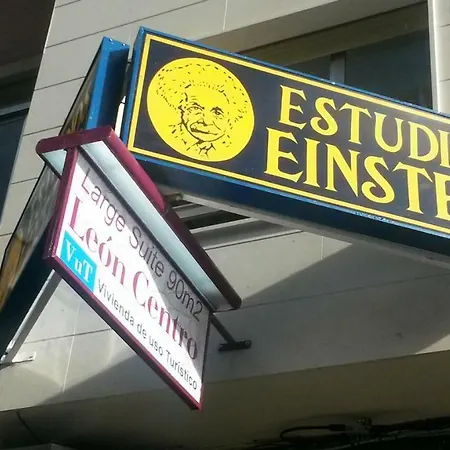 ESTUDI
EINSTE
Large Suite 90m2
León Centro
VuT
Vivienda de uso Turístico